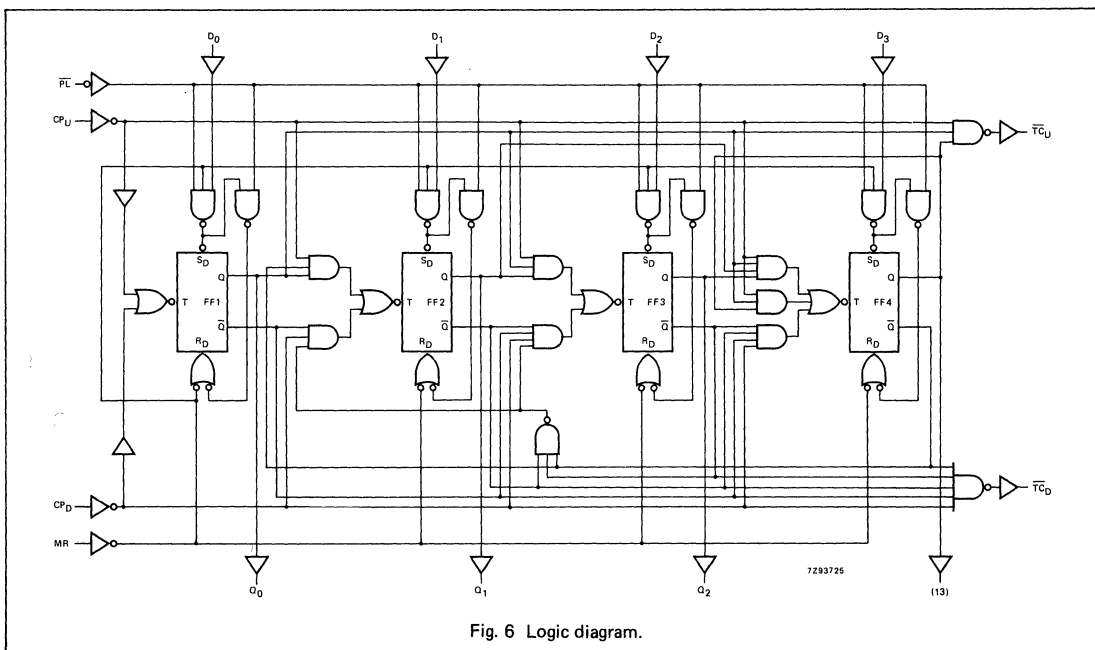 D0 D1 D2 D3
PL
CPU
TCU
SD SD SD SD
Q Q Q Q
T FF1 T FF2 T FF3 T FF4
Q Q Q Q
RD RD RD RD
CPD
TCD
MR
7Z93725
Q0 Q1 Q2 (13)
Fig. 6 Logic diagram.